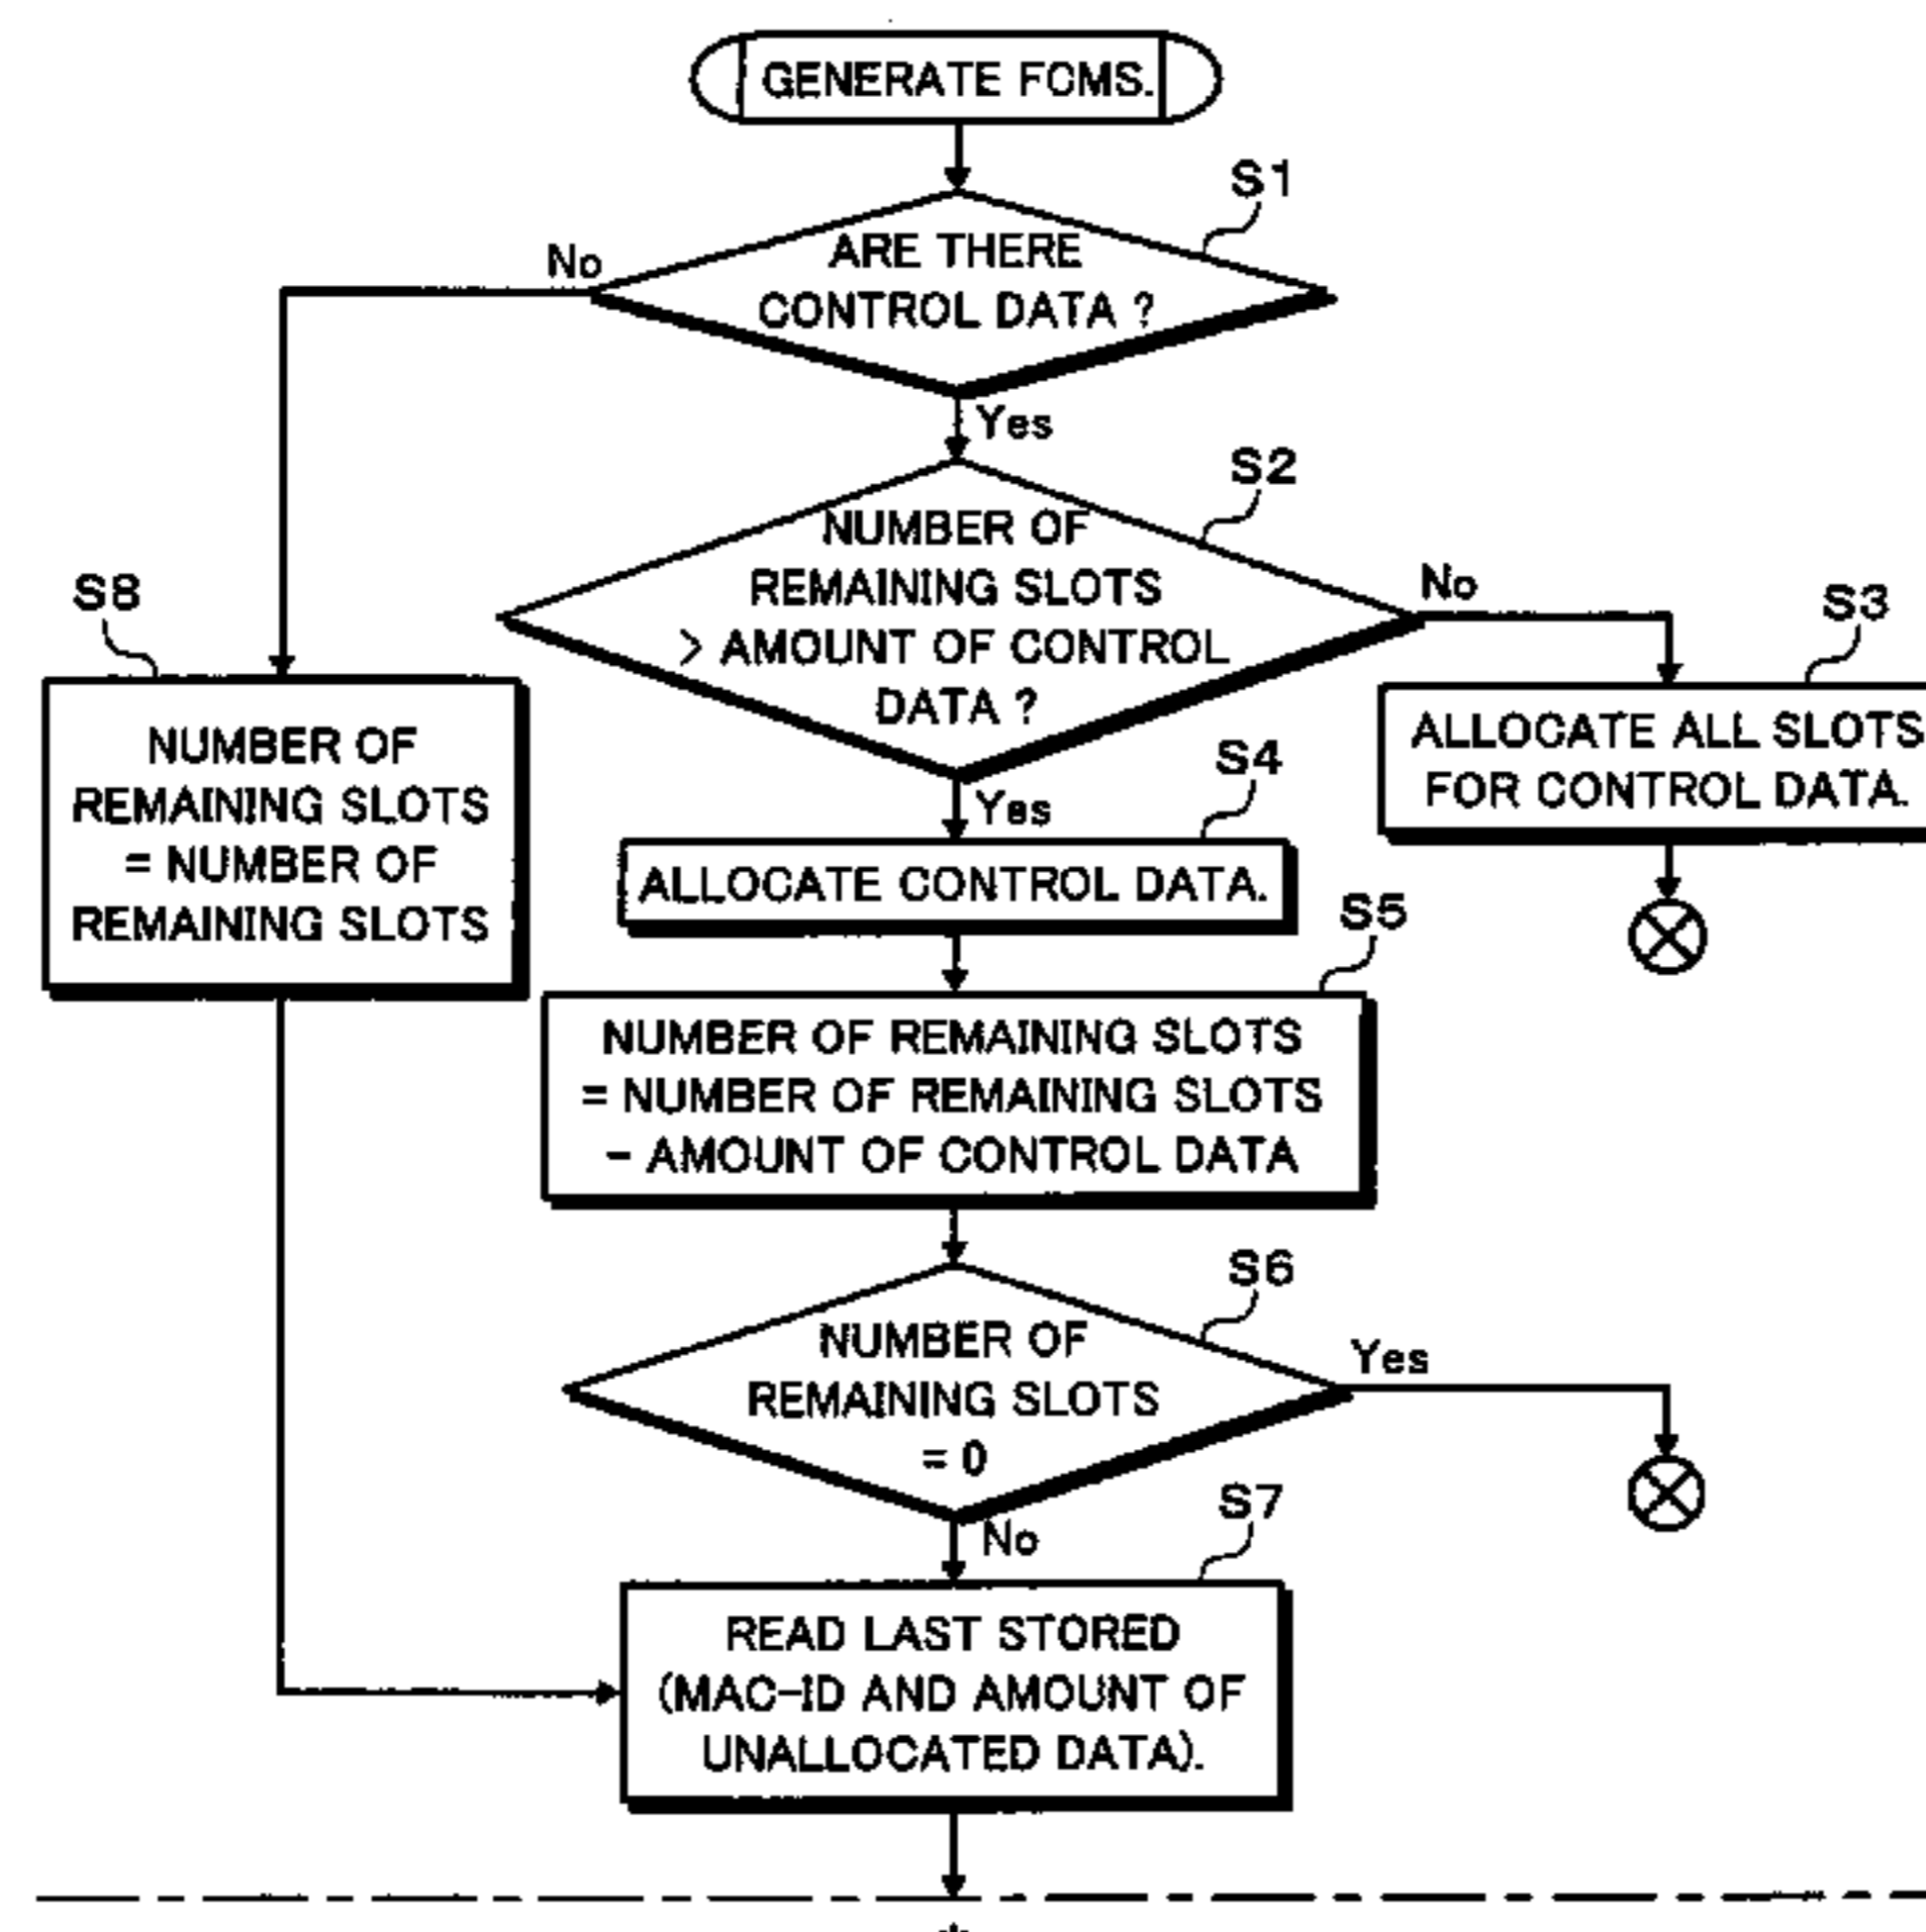 GENERATE FCMS.
S1
No
ARE THERE
CONTROL DATA ?
Yes
S2
NUMBER OF
REMAINING SLOTS
> AMOUNT OF CONTROL
DATA ?
No
S3
ALLOCATE ALL SLOTS
FOR CONTROL DATA.
S8
NUMBER OF
REMAINING SLOTS
= NUMBER OF
REMAINING SLOTS
Yes
S4
ALLOCATE CONTROL DATA.
S5
NUMBER OF REMAINING SLOTS
= NUMBER OF REMAINING SLOTS
- AMOUNT OF CONTROL DATA
S6
NUMBER OF
REMAINING SLOTS
= 0
Yes
No
S7
READ LAST STORED
(MAC-ID AND AMOUNT OF
UNALLOCATED DATA).